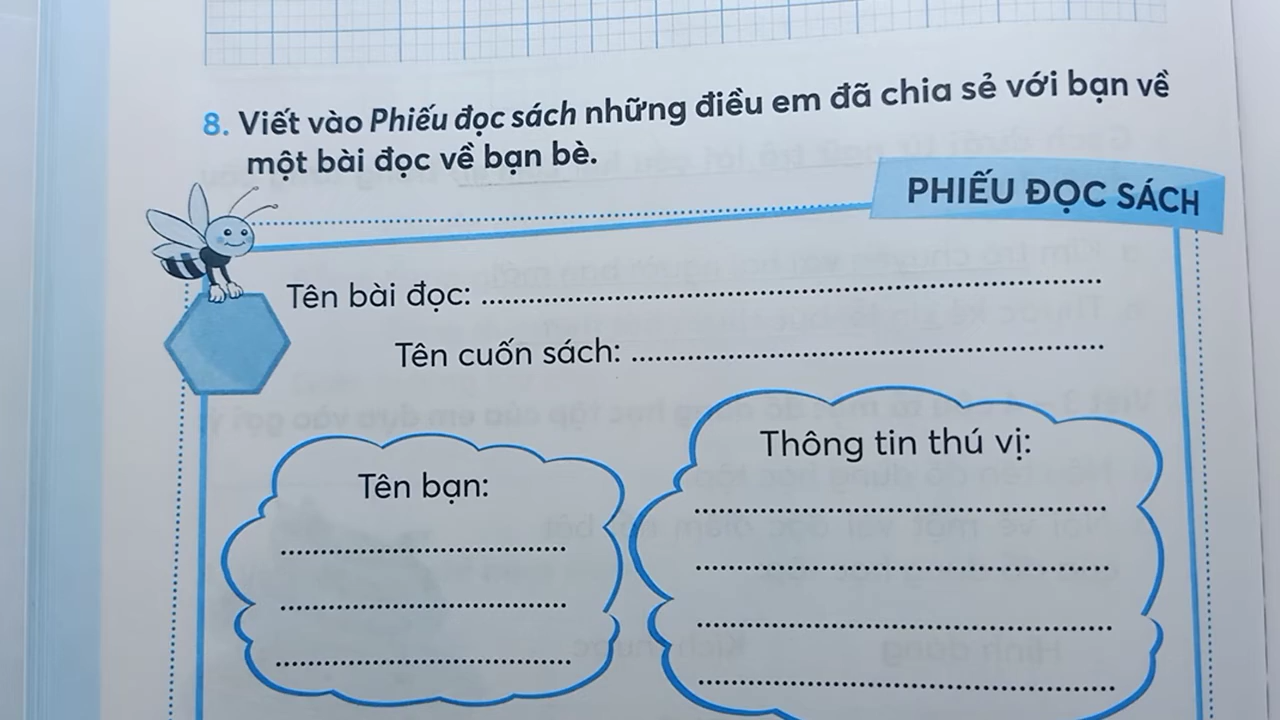 8. Viết vào Phiếu đọc sách những điều em đã chia sẻ với bạn về
một bài đọc về bạn bè.
PHIẾU ĐỌC SÁCH
Tên bài đọc:
Tên cuốn sách:
Tên bạn:
Thông tin thú vị: